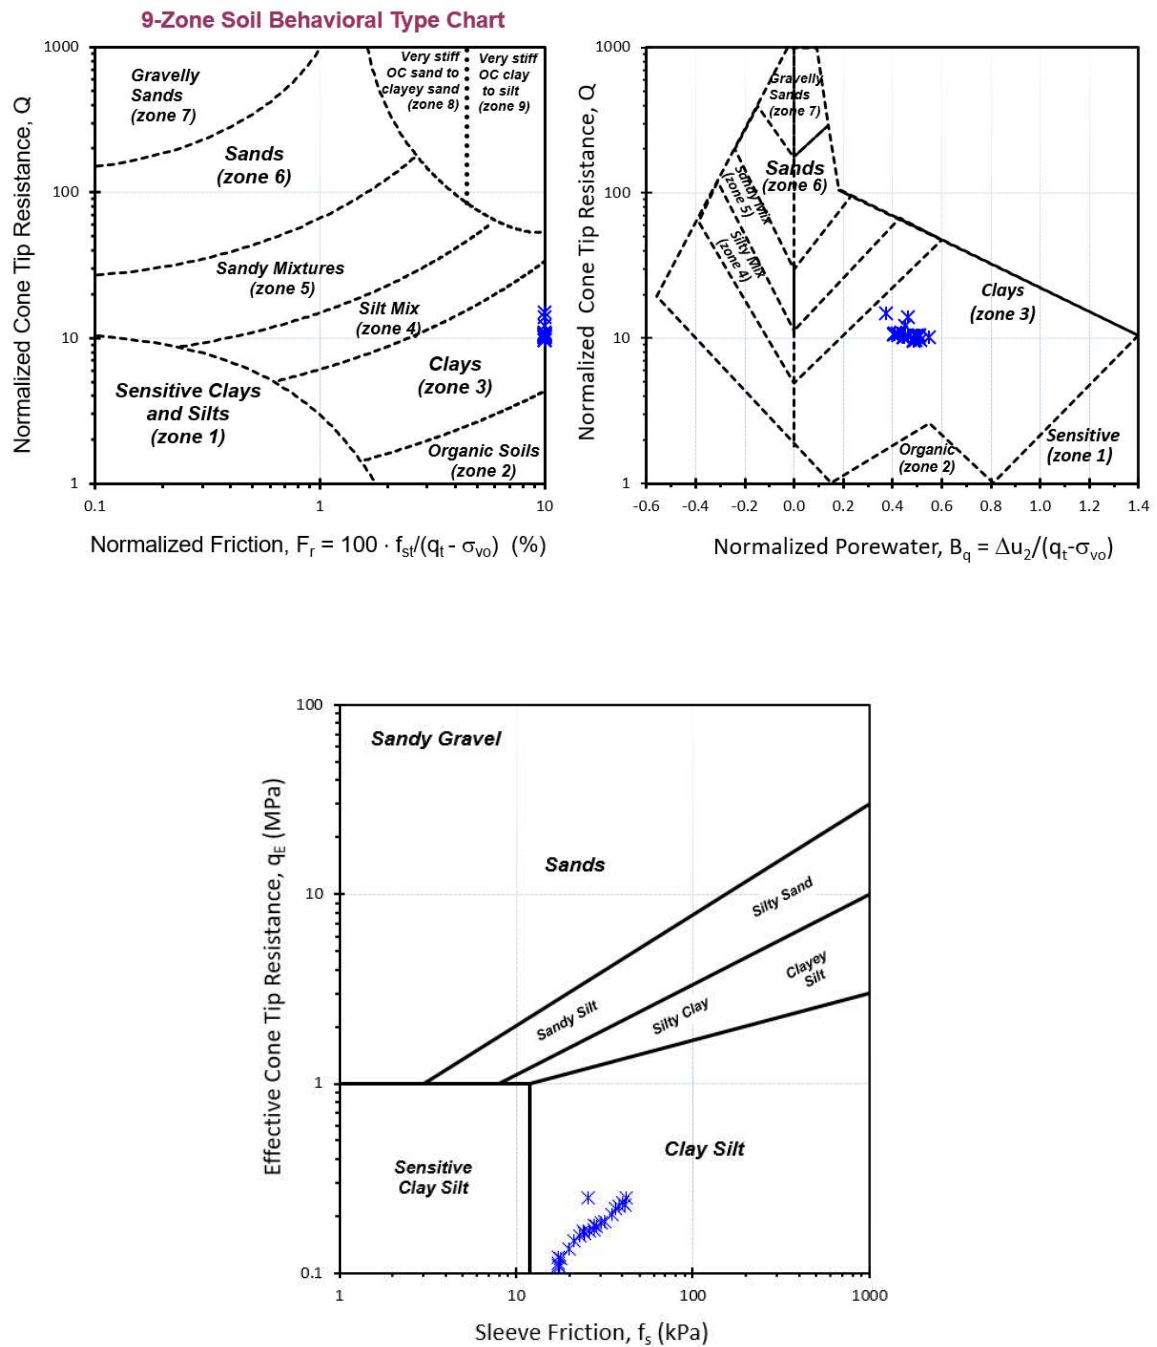 9-Zone Soil Behavioral Type Chart
Normalized Cone Tip Resistance, Q
1000
100
10
1
0.1
1
10
Gravelly
Sands
(zone 7)
Very stiff
OC sand to
clayey sand
(zone 8)
Very stiff
OC clay
to silt
(zone 9)
Sands
(zone 6)
Sandy Mixtures
(zone 5)
Silt Mix
(zone 4)
Clays
(zone 3)
Sensitive Clays
and Silts
(zone 1)
Organic Soils
(zone 2)
Normalized Friction, Fr = 100 · fst/(qt - σvo) (%)
Normalized Cone Tip Resistance, Q
1000
100
10
1
-0.6
-0.4
-0.2
0.0
0.2
0.4
0.6
0.8
1.0
1.2
1.4
Gravelly
Sands
(zone 7)
Sands
(zone 6)
Sandy Mix
(zone 5)
Silty Mix
(zone 4)
Clays
(zone 3)
Organic
(zone 2)
Sensitive
(zone 1)
Normalized Porewater, Bq = Δu2/(qt-σvo)
Effective Cone Tip Resistance, qE (MPa)
100
10
1
0.1
1
10
100
1000
Sandy Gravel
Sands
Silty Sand
Clayey
Silt
Sandy Silt
Silty Clay
Clay Silt
Sensitive
Clay Silt
Sleeve Friction, fs (kPa)